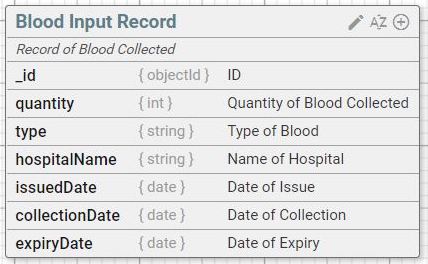 Blood Input Record AZ
Record of Blood Collected
_id { objectId } ID
quantity { int } Quantity of Blood Collected
type { string } Type of Blood
hospitalName { string } Name of Hospital
issuedDate { date } Date of Issue
collectionDate { date } Date of Collection
expiryDate { date } Date of Expiry